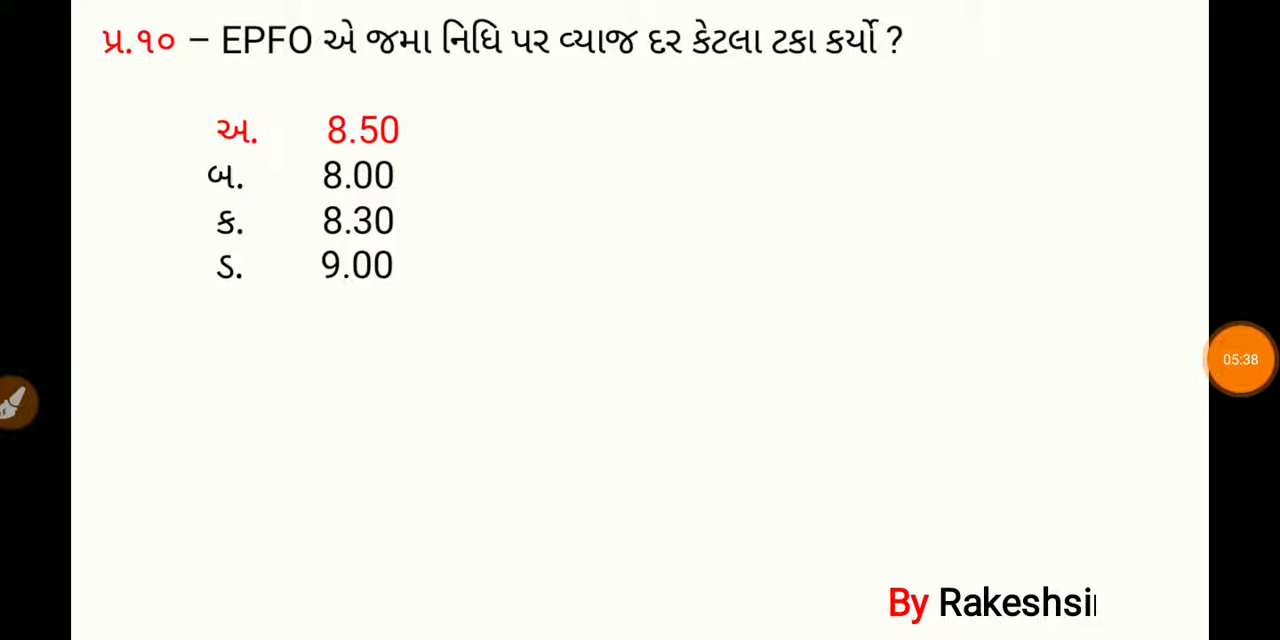 પ્ર.૧૦ – EPFO એ જમા નિધિ પર વ્યાજ દર કેટલા ટકા કર્યો ?
અ. 8.50
બ. 8.00
ક. 8.30
ડ. 9.00
05:38
By